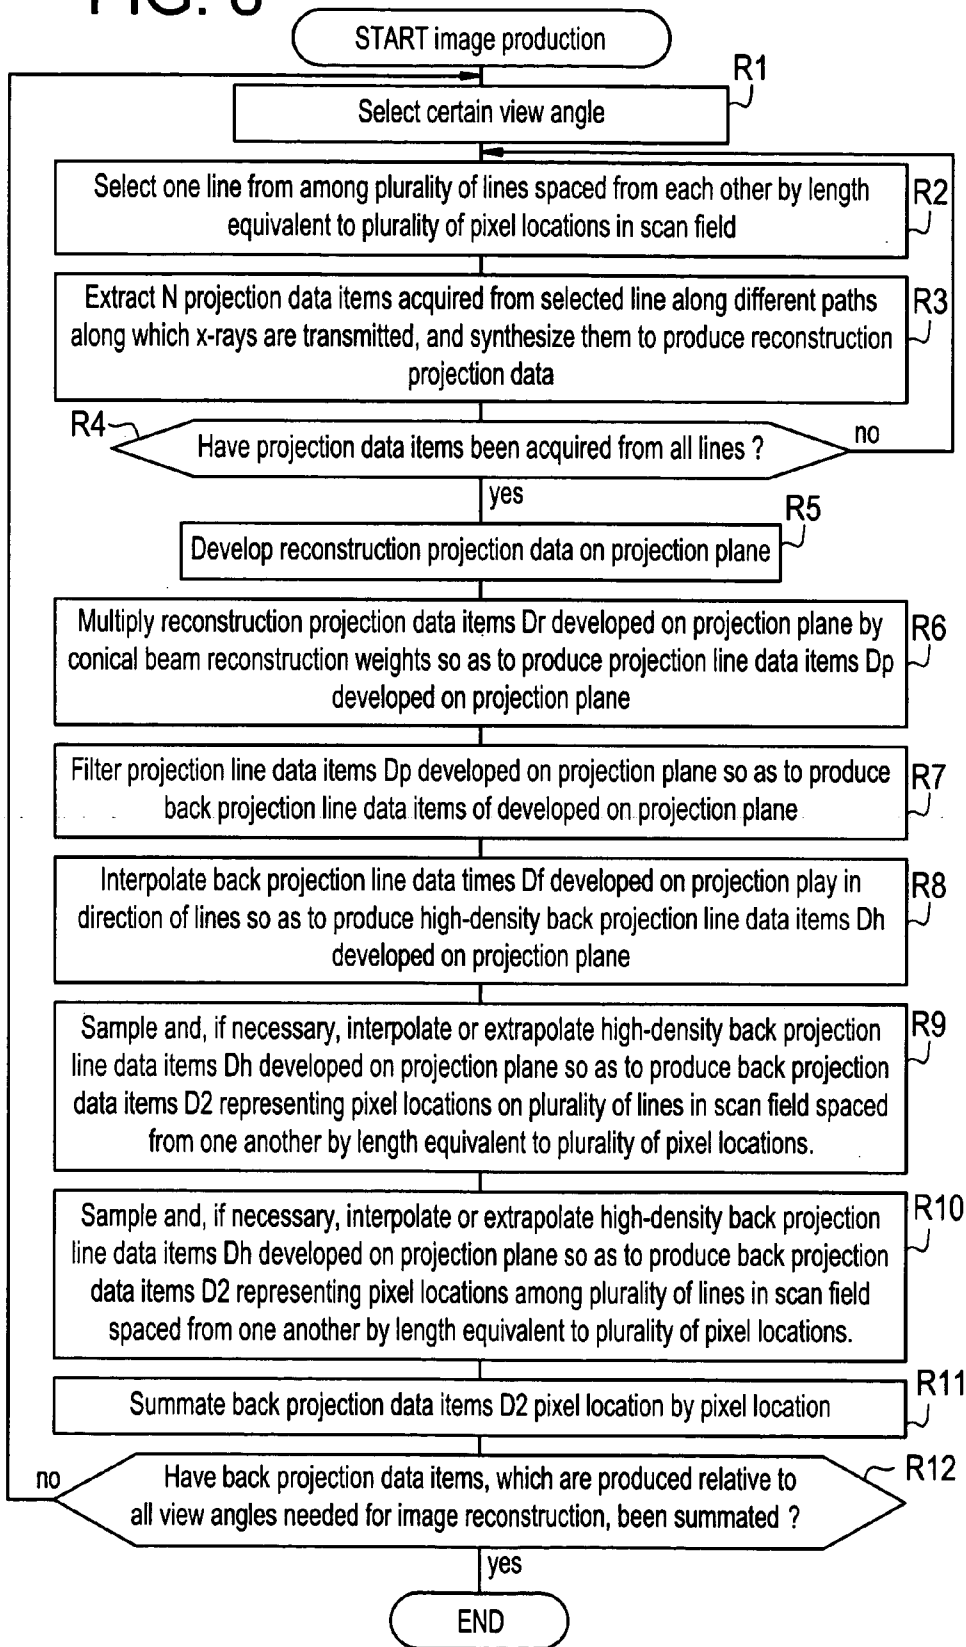 START image production
R1
Select certain view angle
Select one line from among plurality of lines spaced from each other by length
equivalent to plurality of pixel locations in scan field
R2
Extract N projection data items acquired from selected line along different paths
along which x-rays are transmitted, and synthesize them to produce reconstruction
projection data
R3
R4
Have projection data items been acquired from all lines ?
no
yes
R5
Develop reconstruction projection data on projection plane
Multiply reconstruction projection data items Dr developed on projection plane by
conical beam reconstruction weights so as to produce projection line data items Dp
developed on projection plane
R6
Filter projection line data items Dp developed on projection plane so as to produce
back projection line data items of developed on projection plane
R7
Interpolate back projection line data times Df developed on projection play in
direction of lines so as to produce high-density back projection line data items Dh
developed on projection plane
R8
Sample and, if necessary, interpolate or extrapolate high-density back projection
line data items Dh developed on projection plane so as to produce back projection
data items D2 representing pixel locations on plurality of lines in scan field spaced
from one another by length equivalent to plurality of pixel locations.
R9
Sample and, if necessary, interpolate or extrapolate high-density back projection
line data items Dh developed on projection plane so as to produce back projection
data items D2 representing pixel locations among plurality of lines in scan field
spaced from one another by length equivalent to plurality of pixel locations.
R10
Summate back projection data items D2 pixel location by pixel location
R11
no
Have back projection data items, which are produced relative to
all view angles needed for image reconstruction, been summated ?
R12
yes
END